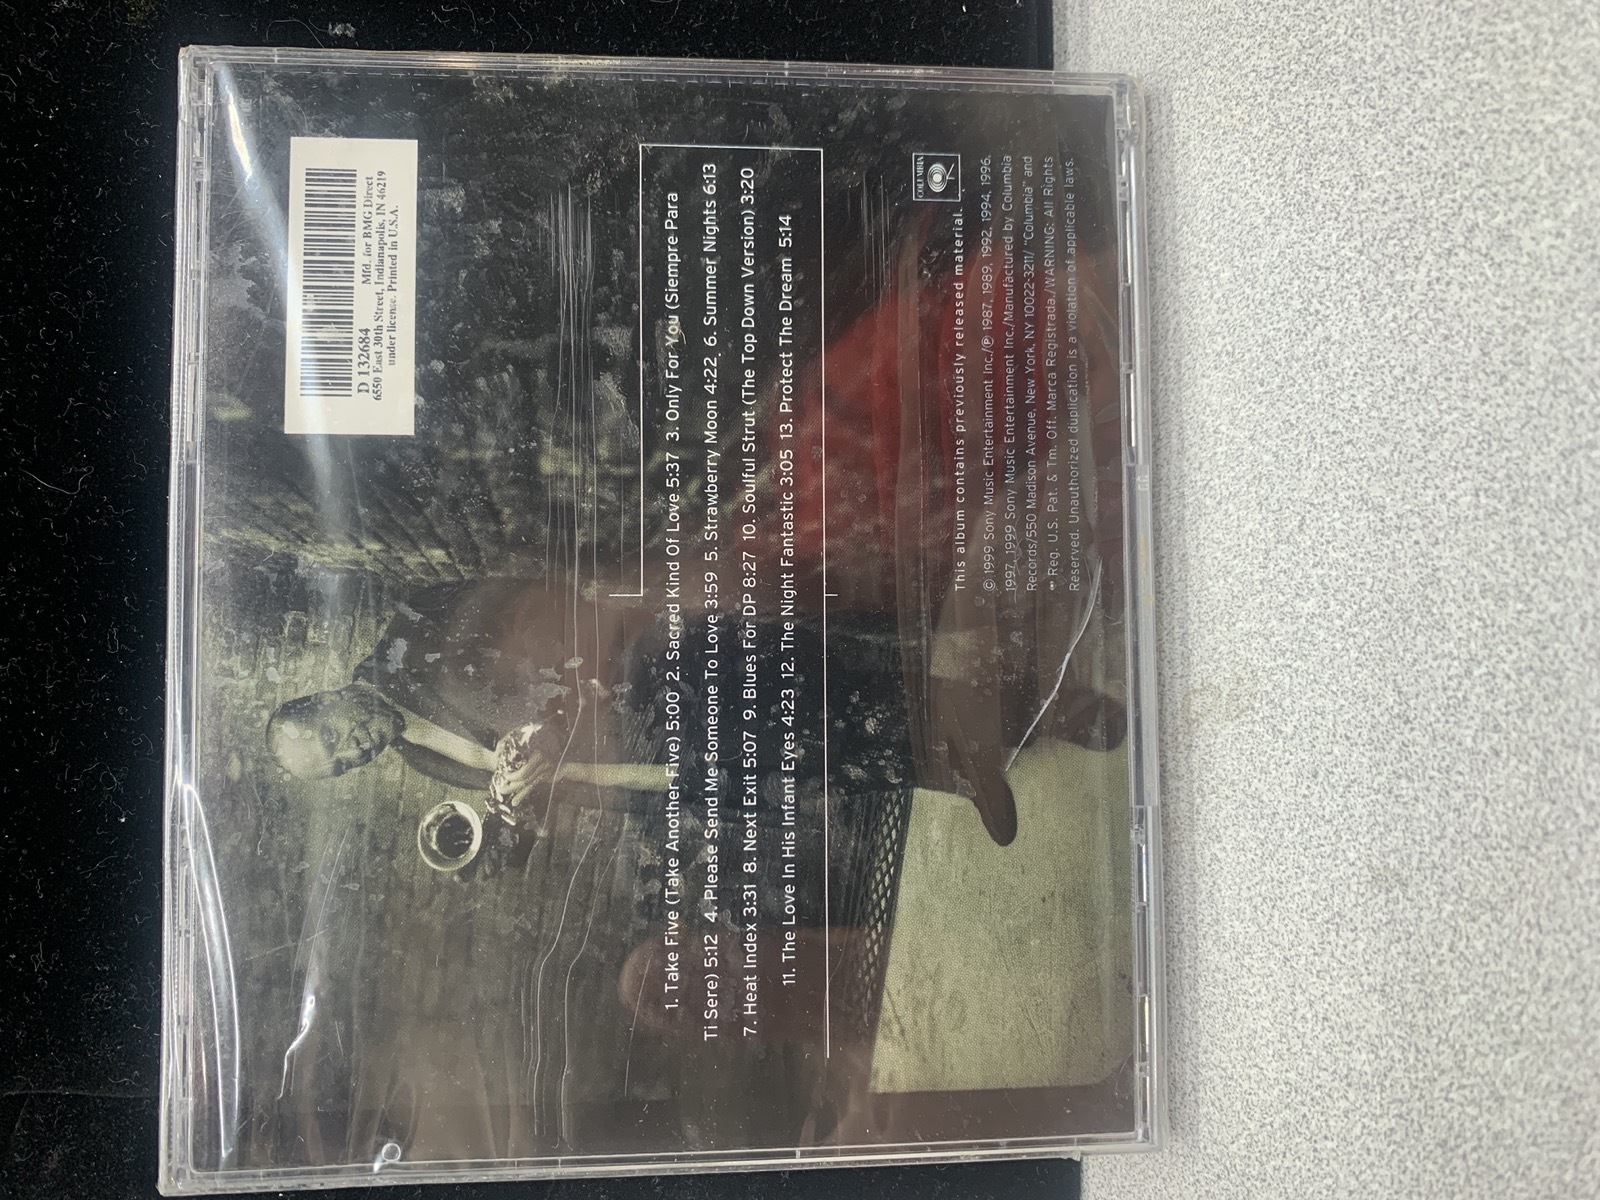 D 132684 Mfd. for BMG Direct
6550 East 30th Street, Indianapolis, IN 46219
under license. Printed in U.S.A.
1. Take Five (Take Another Five) 5:00 2. Sacred Kind Of Love 5:37 3. Only For You (Siempre Para
Ti Sere) 5:12 4. Please Send Me Someone To Love 3:59 5. Strawberry Moon 4:22 6. Summer Nights 6:13
7. Heat Index 3:31 8. Next Exit 5:07 9. Blues For DP 8:27 10. Soulful Strut (The Top Down Version) 3:20
11. The Love In His Infant Eyes 4:23 12. The Night Fantastic 3:05 13. Protect The Dream 5:14
COLUMBIA
This album contains previously released material.
© 1999 Sony Music Entertainment Inc./℗ 1987, 1989, 1992, 1994, 1996,
1997, 1999 Sony Music Entertainment Inc./Manufactured by Columbia
Records/550 Madison Avenue, New York, NY 10022-3211/ "Columbia" and
Reg. U.S. Pat. & Tm. Off. Marca Registrada./WARNING: All Rights
Reserved. Unauthorized duplication is a violation of applicable laws.